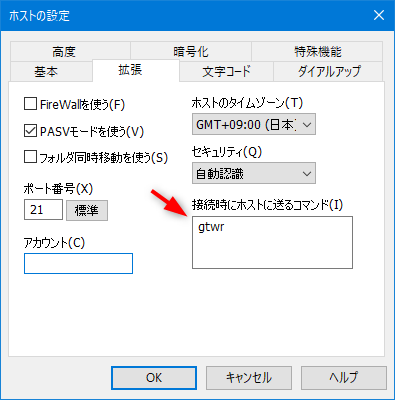 ホストの設定
高度
暗号化
特殊機能
基本
拡張
文字コード
ダイアルアップ
FireWallを使う(F)
PASVモードを使う(V)
フォルダ同時移動を使う(S)
ポート番号(X)
21
標準
アカウント(C)
ホストのタイムゾーン(T)
GMT+09:00 (日本)
セキュリティ(Q)
自動認識
接続時にホストに送るコマンド(I)
gtwr
OK
キャンセル
ヘルプ